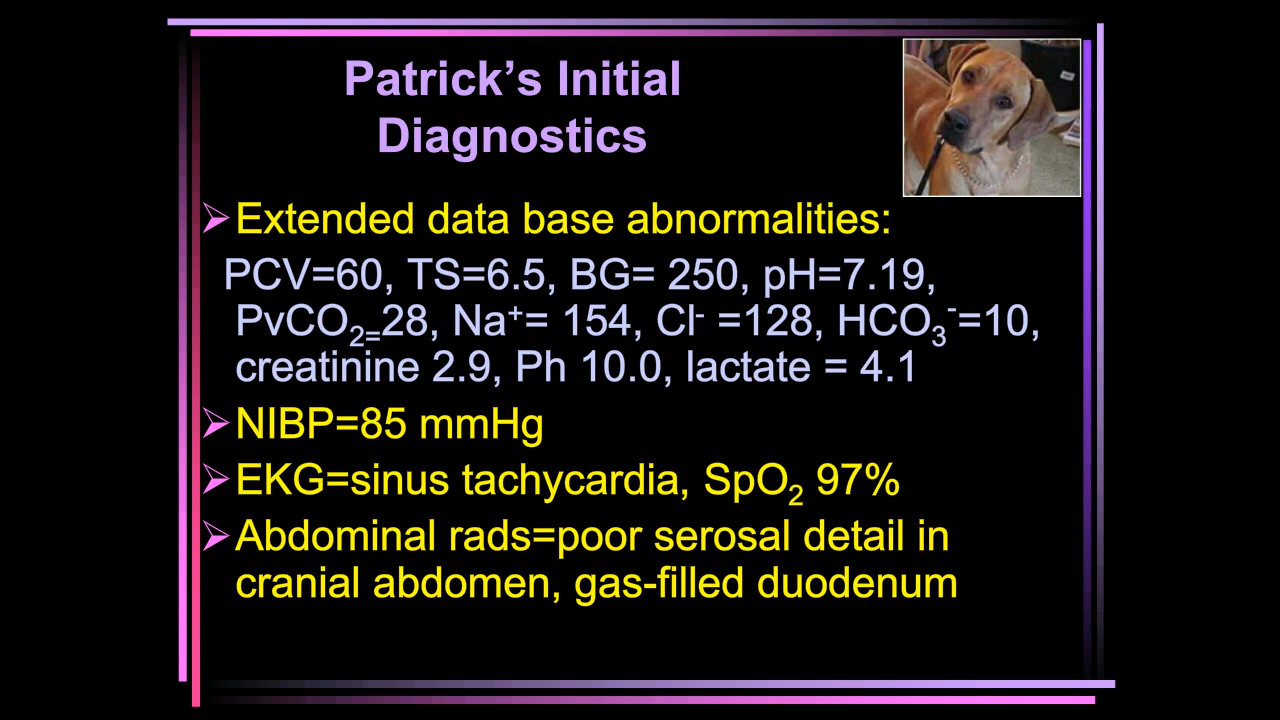 Patrick’s Initial
Diagnostics
➢Extended data base abnormalities:
PCV=60, TS=6.5, BG= 250, pH=7.19,
PvCO₂₌28, Na⁺= 154, Cl⁻ =128, HCO₃⁻=10,
creatinine 2.9, Ph 10.0, lactate = 4.1
➢NIBP=85 mmHg
➢EKG=sinus tachycardia, SpO₂ 97%
➢Abdominal rads=poor serosal detail in
cranial abdomen, gas-filled duodenum